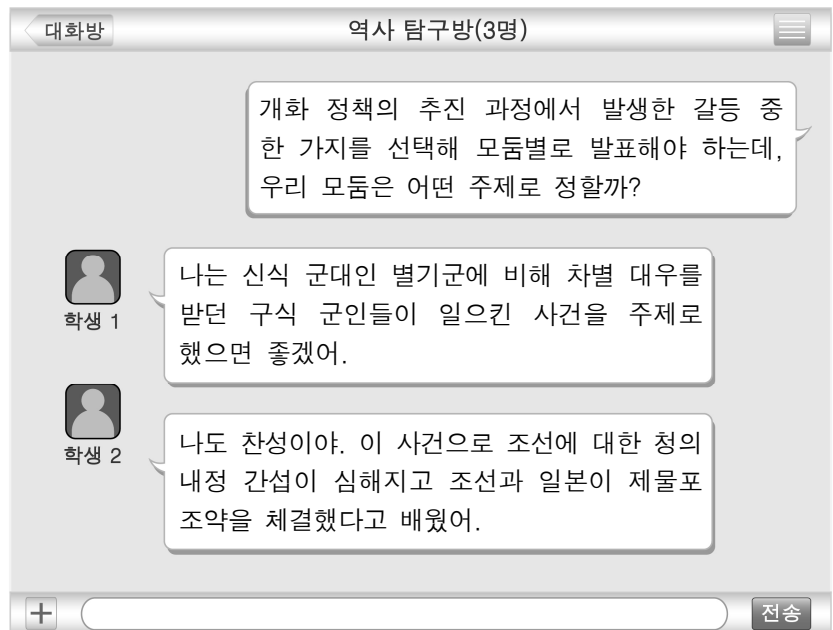 대화방
역사 탐구방(3명)
개화 정책의 추진 과정에서 발생한 갈등 중
한 가지를 선택해 모둠별로 발표해야 하는데,
우리 모둠은 어떤 주제로 정할까?
나는 신식 군대인 별기군에 비해 차별 대우를
받던 구식 군인들이 일으킨 사건을 주제로
했으면 좋겠어.
학생 1
나도 찬성이야. 이 사건으로 조선에 대한 청의
내정 간섭이 심해지고 조선과 일본이 제물포
조약을 체결했다고 배웠어.
학생 2
전송